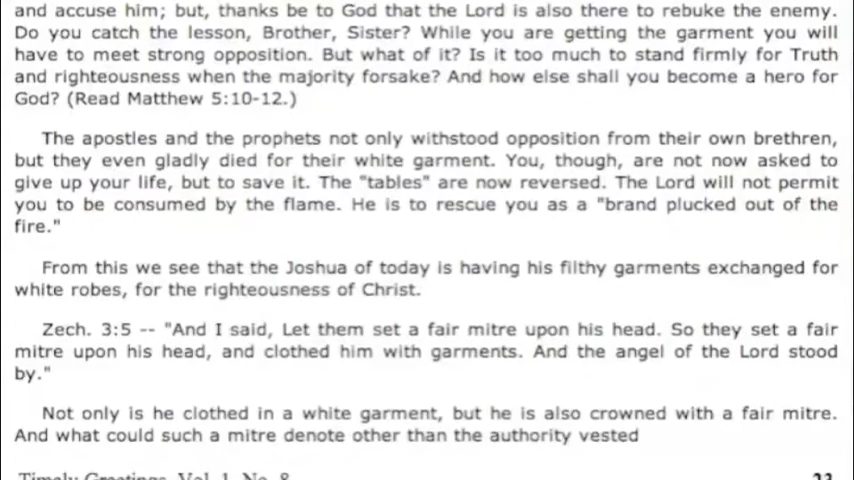 and accuse him; but, thanks be to God that the Lord is also there to rebuke the enemy.
Do you catch the lesson, Brother, Sister? While you are getting the garment you will
have to meet strong opposition. But what of it? Is it too much to stand firmly for Truth
and righteousness when the majority forsake? And how else shall you become a hero for
God? (Read Matthew 5:10-12.)
The apostles and the prophets not only withstood opposition from their own brethren,
but they even gladly died for their white garment. You, though, are not now asked to
give up your life, but to save it. The "tables" are now reversed. The Lord will not permit
you to be consumed by the flame. He is to rescue you as a "brand plucked out of the
fire."
From this we see that the Joshua of today is having his filthy garments exchanged for
white robes, for the righteousness of Christ.
Zech. 3:5 -- "And I said, Let them set a fair mitre upon his head. So they set a fair
mitre upon his head, and clothed him with garments. And the angel of the Lord stood
by."
Not only is he clothed in a white garment, but he is also crowned with a fair mitre.
And what could such a mitre denote other than the authority vested
Timely Greetings, Vol. 1, No. 8 23